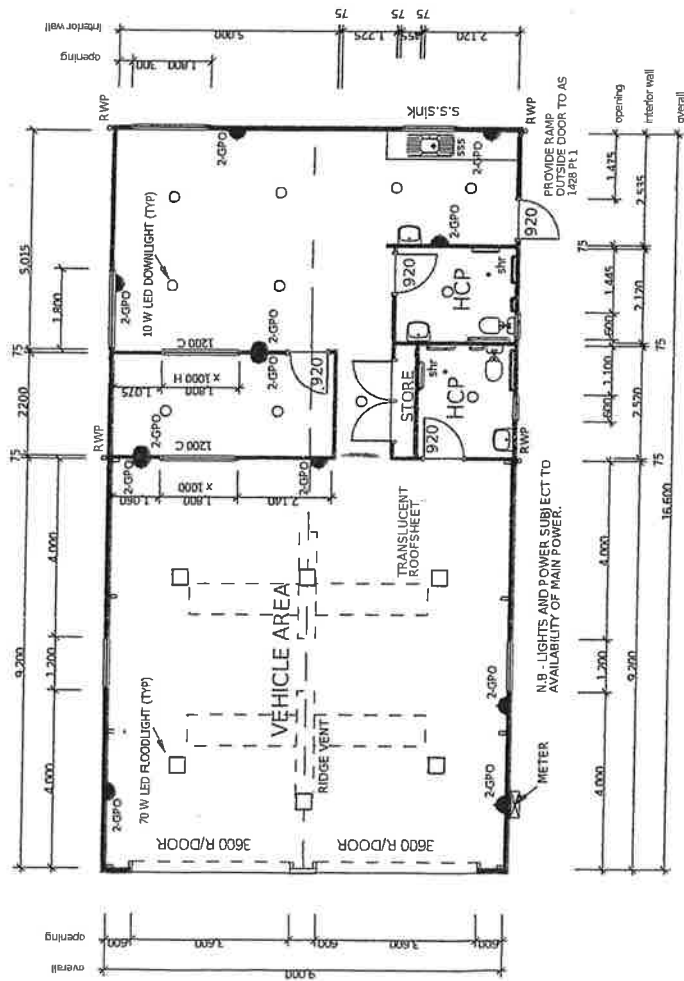 Interior wall
opening
5,000
75
1,225
75
75
2,120
300
1,800
RWP
S.S.Sink
RWP
PROVIDE RAMP
OUTSIDE DOOR TO AS
1428 Pt 1
opening
interior wall
overall
5,015
1,800
75
2200
75
4,000
9,200
1,200
4,000
10 W LED DOWNLIGHT (TYP)
2-GPO
2-GPO
sss
2-GPO
2-GPO
920
920
HCP
shr
1200 C
x 1000 H
1,800
1,075
2-GPO
2-GPO
920
STORE
shr
HCP
920
RWP
2-GPO
1200 C
2-GPO
x 1000
1,060
1,800
2,140
RWP
TRANSLUCENT
ROOFSHEET
VEHICLE AREA
RIDGE VENT
70 W LED FLOODLIGHT (TYP)
2-GPO
2-GPO
2-GPO
METER
3600 R/DOOR
3600 R/DOOR
N.B - LIGHTS AND POWER SUBJECT TO
AVAILABILITY OF MAIN POWER.
1,475
2,535
75
1,445
2,120
600
75
1,100
600
2,570
75
4,000
1,200
9,200
4,000
16,600
opening
600
3,600
600
3,600
600
overall
9,000